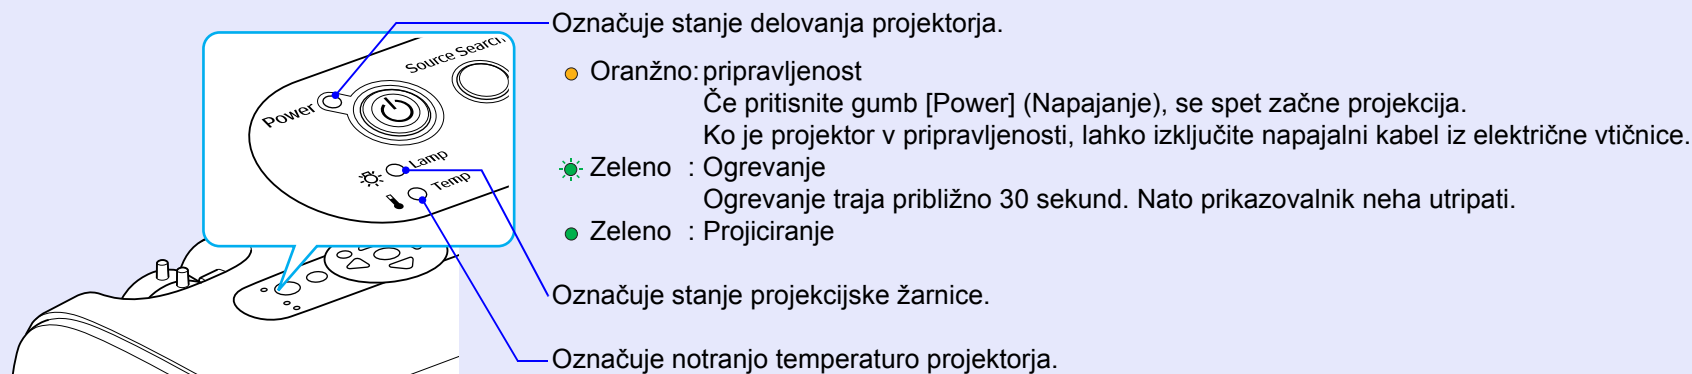 Označuje stanje delovanja projektorja.
Oranžno: pripravljenost
Če pritisnite gumb [Power] (Napajanje), se spet začne projekcija.
Ko je projektor v pripravljenosti, lahko izključite napajalni kabel iz električne vtičnice.
Zeleno : Ogrevanje
Ogrevanje traja približno 30 sekund. Nato prikazovalnik neha utripati.
Zeleno : Projiciranje
Označuje stanje projekcijske žarnice.
Označuje notranjo temperaturo projektorja.
Source Search
Power
Lamp
Temp